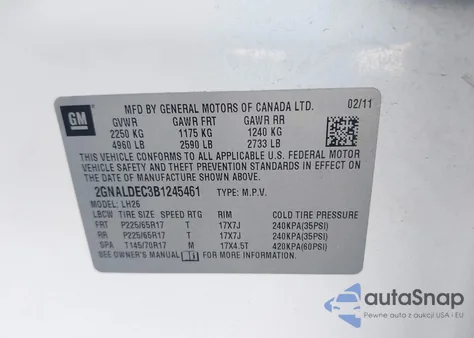 GM
MFD BY GENERAL MOTORS OF CANADA LTD. 02/11
GVWR GAWR FRT GAWR RR
2250 KG 1175 KG 1240 KG
4960 LB 2590 LB 2733 LB
THIS VEHICLE CONFORMS TO ALL APPLICABLE U.S. FEDERAL MOTOR
VEHICLE SAFETY AND THEFT PREVENTION STANDARDS IN EFFECT ON
THE DATE OF MANUFACTURE SHOWN ABOVE.
2GNALDEC3B1245461 TYPE: M.P.V.
MODEL: LH26
LBCW TIRE SIZE SPEED RTG RIM COLD TIRE PRESSURE
FRT P225/65R17 T 17X7J 240KPA(35PSI)
RR P225/65R17 T 17X7J 240KPA(35PSI)
SPA T145/70R17 M 17X4.5T 420KPA(60PSI)
SEE OWNER'S MANUAL FOR ADDITIONAL INFORMATION.
autoSnap
Pewne auta z USA i EU